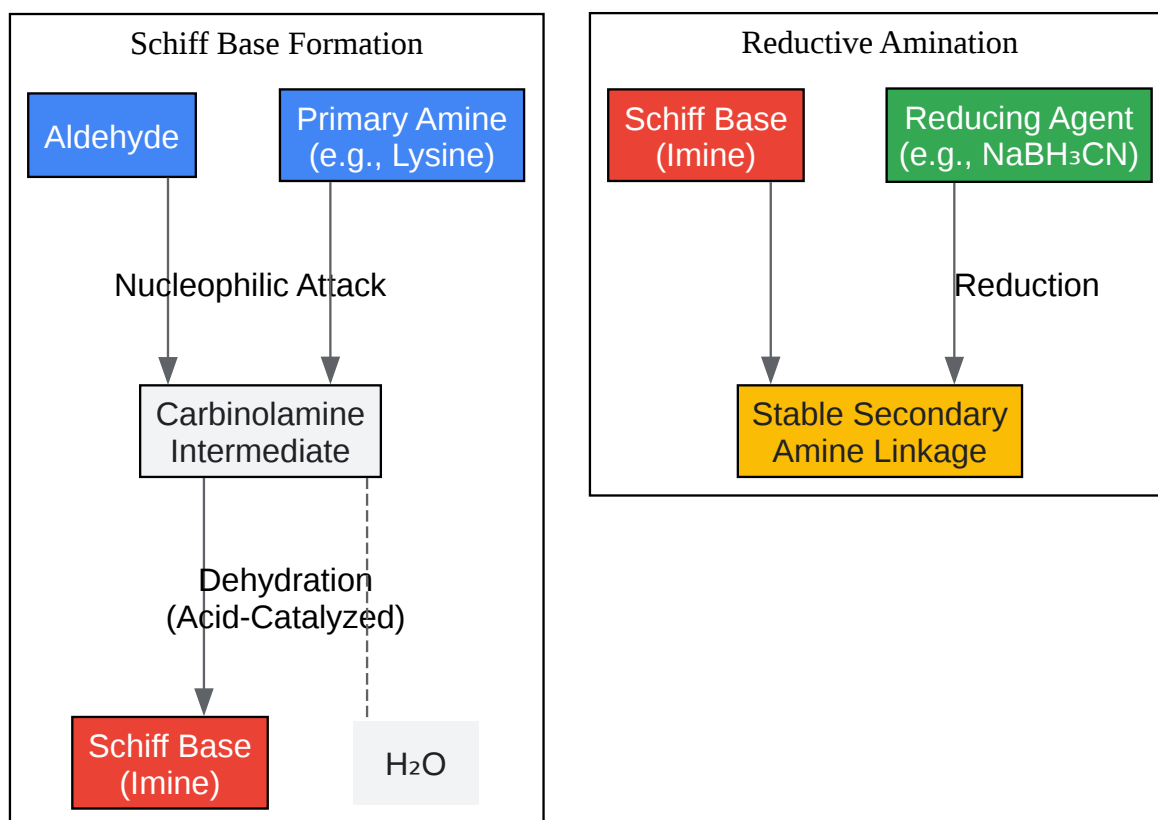 Schiff Base Formation
Aldehyde
Primary Amine
(e.g., Lysine)
Nucleophilic Attack
Carbinolamine
Intermediate
Dehydration
(Acid-Catalyzed)
Schiff Base
(Imine)
H₂O
Reductive Amination
Schiff Base
(Imine)
Reducing Agent
(e.g., NaBH₃CN)
Reduction
Stable Secondary
Amine Linkage